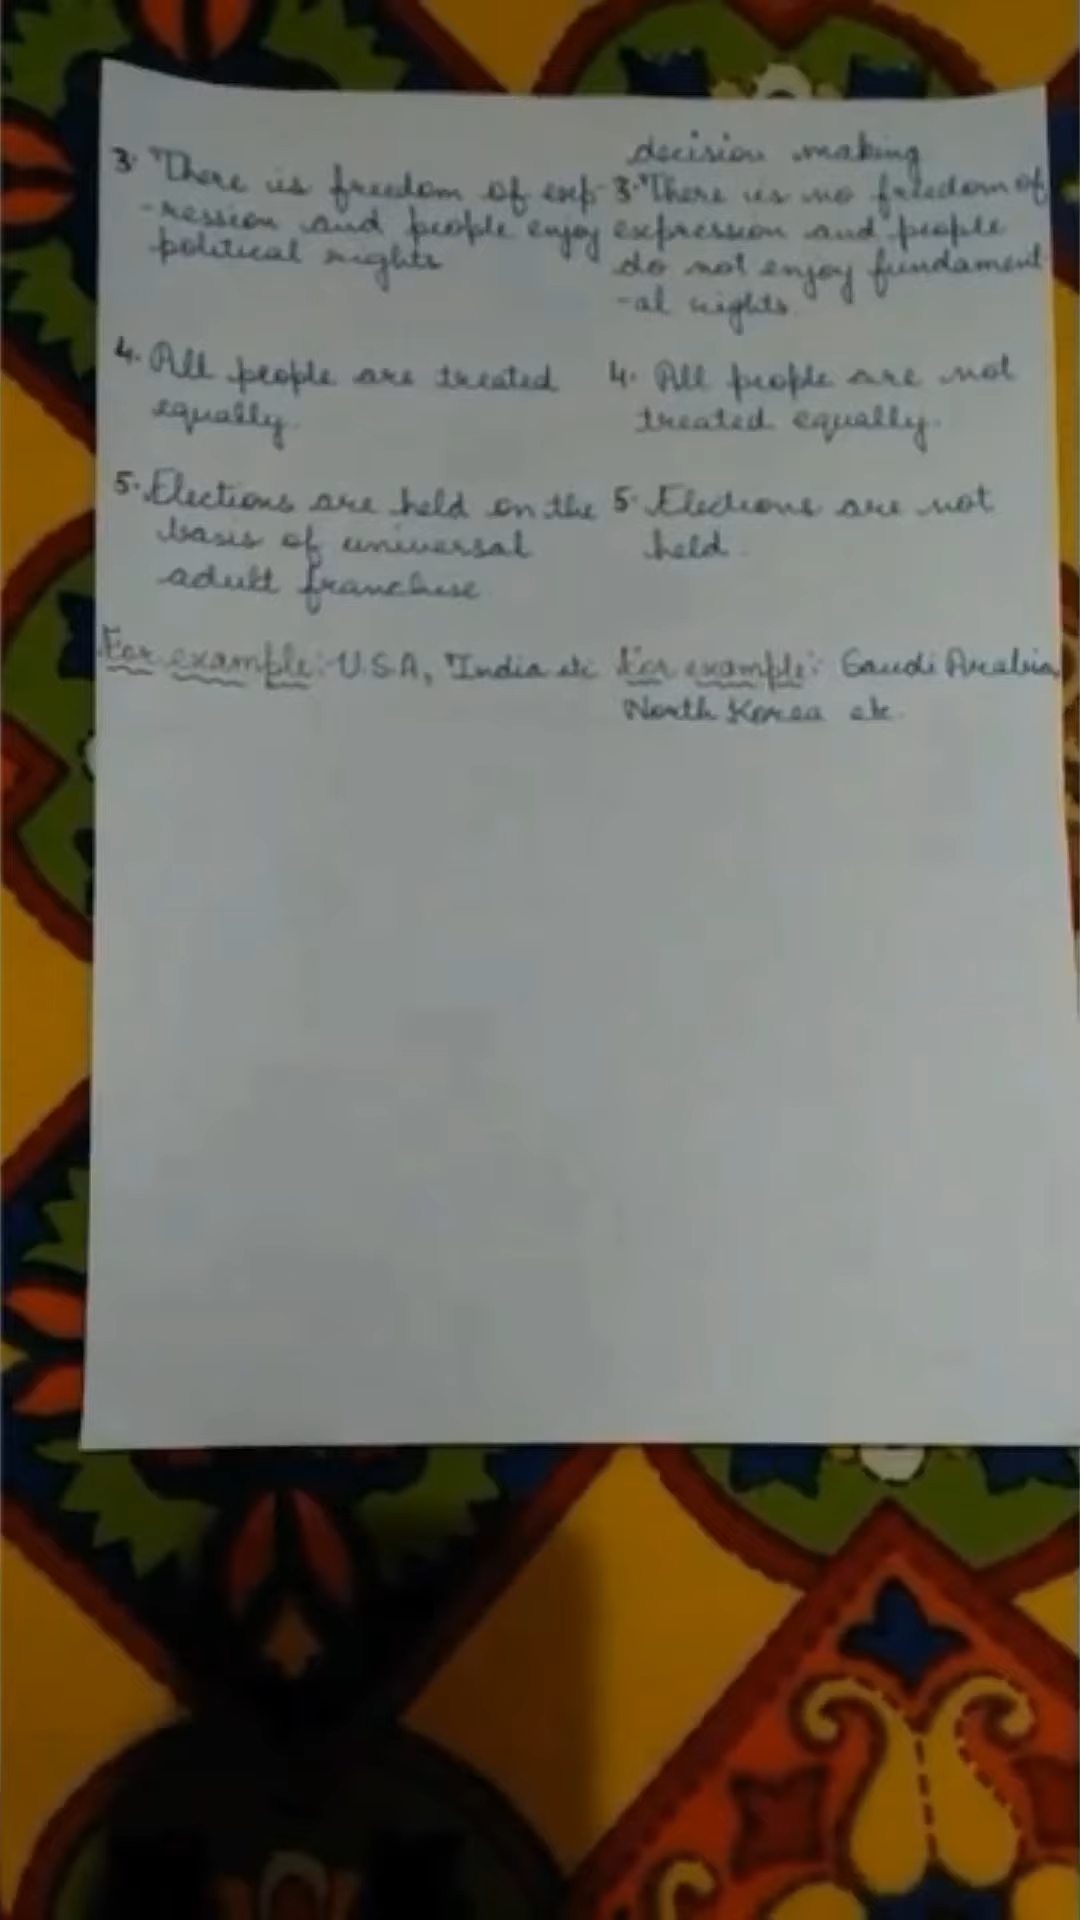 decision making
3. There is freedom of exp-
-ression and people enjoy
political rights
3. There is no freedom of
expression and people
do not enjoy fundament-
-al rights.
4. All people are treated
equally.
4. All people are not
treated equally.
5. Elections are held on the
basis of universal
adult franchise
5. Elections are not
held.
For example: U.S.A, India etc
For example: Saudi Arabia,
North Korea etc.